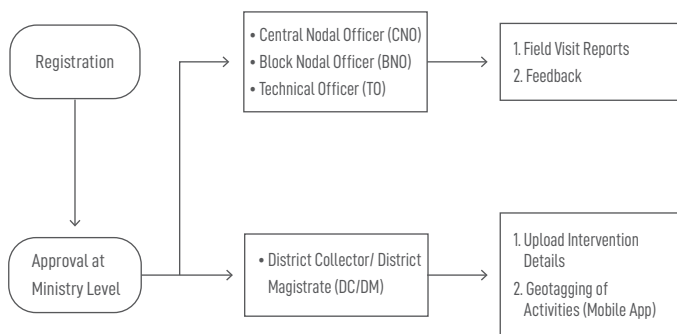 Registration
• Central Nodal Officer (CNO)
• Block Nodal Officer (BNO)
• Technical Officer (TO)
1. Field Visit Reports
2. Feedback
Approval at
Ministry Level
• District Collector/ District
Magistrate (DC/DM)
1. Upload Intervention
Details
2. Geotagging of
Activities (Mobile App)